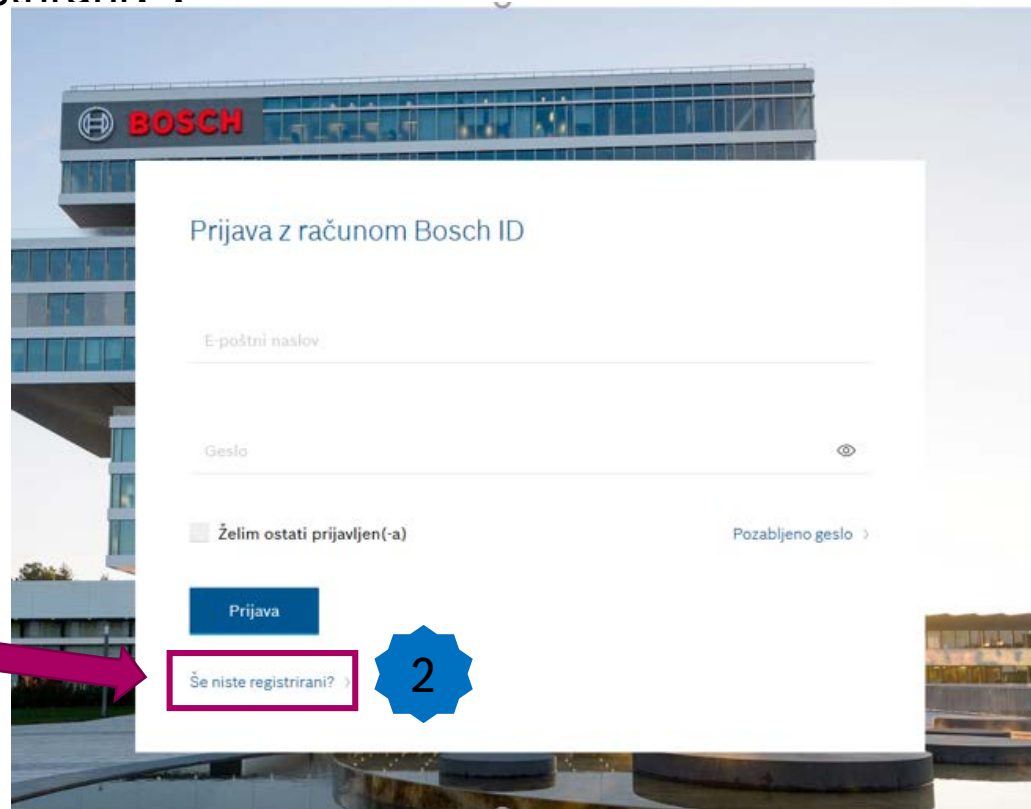 BOSCH
Prijava z računom Bosch ID
E-poštni naslov
Geslo
Želim ostati prijavljen(-a)
Pozabljeno geslo >
Prijava
Še niste registrirani? >
2